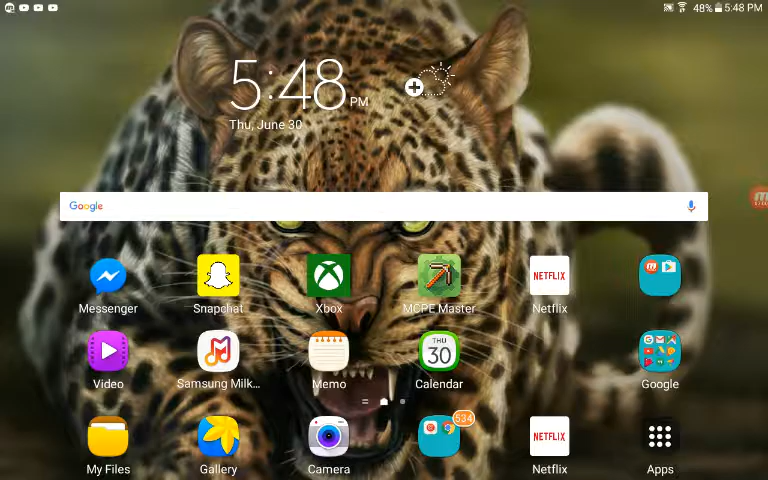 48% 5:48 PM
5:48 PM
Thu, June 30
Google
Messenger
Snapchat
Xbox
MCPE Master
NETFLIX
Netflix
Video
Samsung Milk...
Memo
THU
30
Calendar
Google
534
My Files
Gallery
Camera
NETFLIX
Netflix
Apps